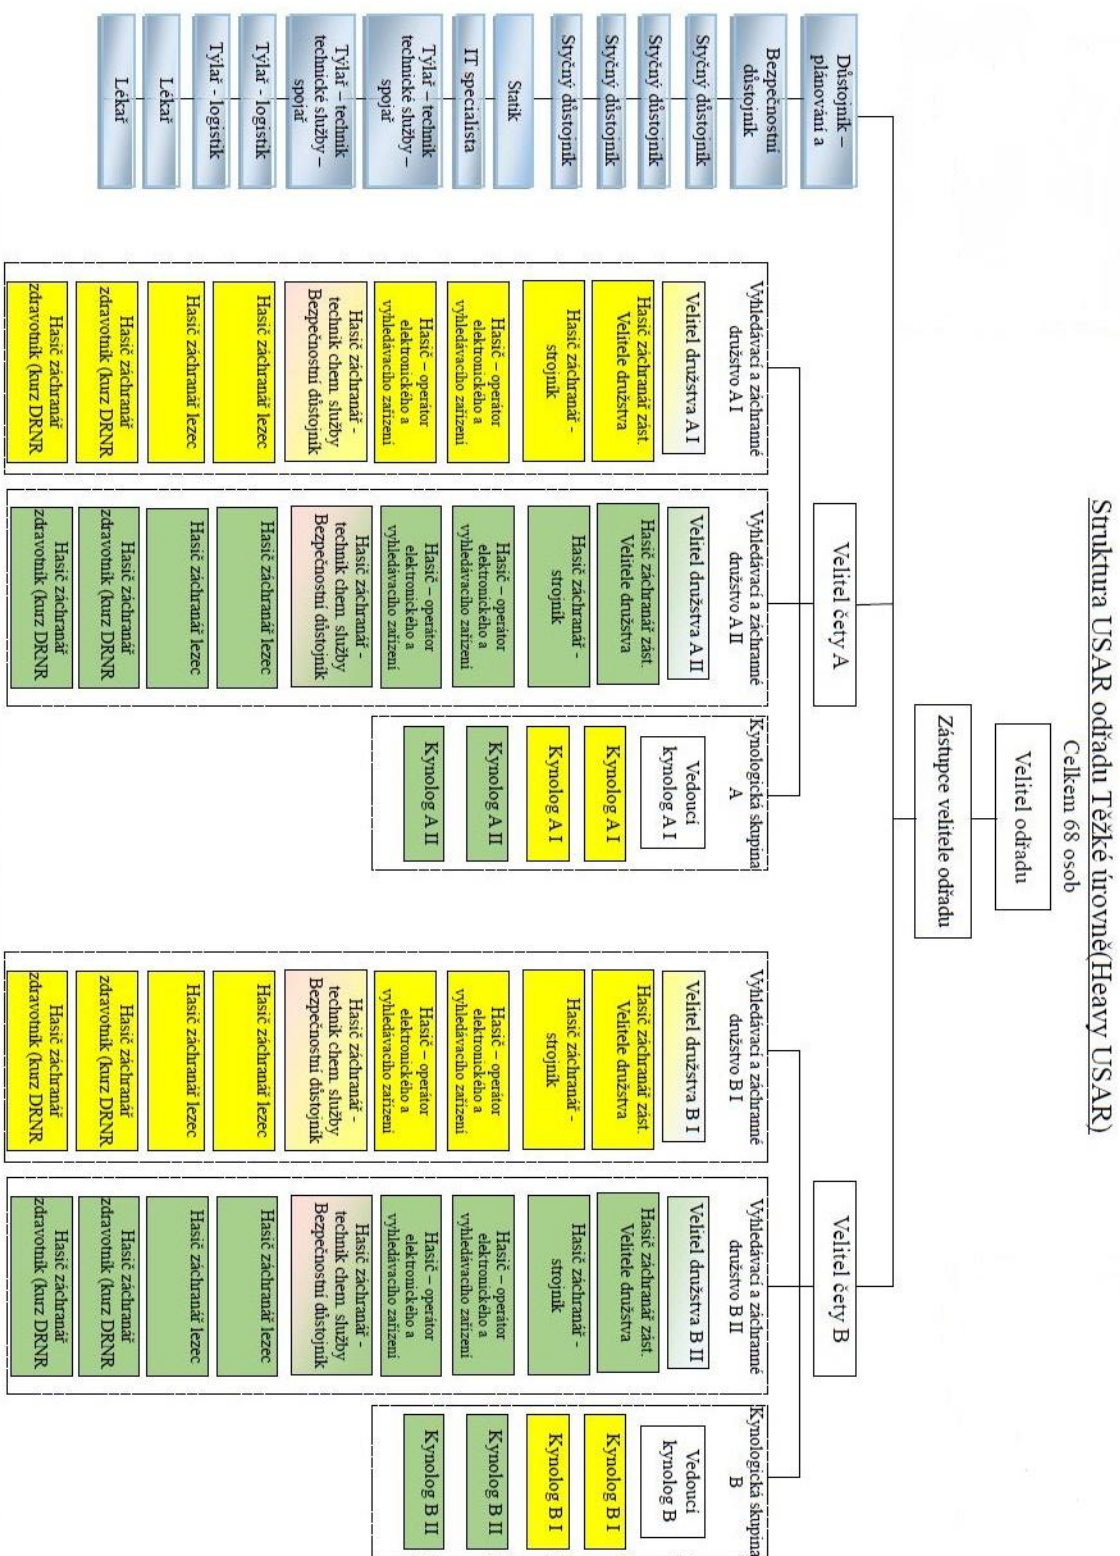 Struktura USAR odřadu Těžké úrovně(Heavy USAR)
Celkem 68 osob
Velitel odřadu
Zástupce velitele odřadu
Důstojník –
plánování a
Bezpečnostní
důstojník
Styčný důstojník
Styčný důstojník
Styčný důstojník
Styčný důstojník
Statik
IT specialista
Týlař – technik
technické služby –
spojař
Týlař – technik
technické služby –
spojař
Týlař - logistik
Týlař - logistik
Lékař
Lékař
Velitel čety A
Vyhledávací a záchranné
družstvo A I
Velitel družstva A I
Hasič záchranář zást.
Velitele družstva
Hasič záchranář -
strojník
Hasič – operátor
elektronického a
vyhledávacího zařízení
Hasič – operátor
elektronického a
vyhledávacího zařízení
Hasič záchranář -
technik chem. služby
Bezpečnostní důstojník
Hasič záchranář lezec
Hasič záchranář lezec
Hasič záchranář
zdravotník (kurz DRNR
Hasič záchranář
zdravotník (kurz DRNR
Vyhledávací a záchranné
družstvo A II
Velitel družstva A II
Hasič záchranář zást.
Velitele družstva
Hasič záchranář -
strojník
Hasič – operátor
elektronického a
vyhledávacího zařízení
Hasič – operátor
elektronického a
vyhledávacího zařízení
Hasič záchranář -
technik chem. služby
Bezpečnostní důstojník
Hasič záchranář lezec
Hasič záchranář lezec
Hasič záchranář
zdravotník (kurz DRNR
Hasič záchranář
zdravotník (kurz DRNR
Kynologická skupina
A
Vedoucí
kynolog A I
Kynolog A I
Kynolog A I
Kynolog A II
Kynolog A II
Velitel čety B
Vyhledávací a záchranné
družstvo B I
Velitel družstva B I
Hasič záchranář zást.
Velitele družstva
Hasič záchranář -
strojník
Hasič – operátor
elektronického a
vyhledávacího zařízení
Hasič – operátor
elektronického a
vyhledávacího zařízení
Hasič záchranář -
technik chem. služby
Bezpečnostní důstojník
Hasič záchranář lezec
Hasič záchranář lezec
Hasič záchranář
zdravotník (kurz DRNR
Hasič záchranář
zdravotník (kurz DRNR
Vyhledávací a záchranné
družstvo B II
Velitel družstva B II
Hasič záchranář zást.
Velitele družstva
Hasič záchranář -
strojník
Hasič – operátor
elektronického a
vyhledávacího zařízení
Hasič – operátor
elektronického a
vyhledávacího zařízení
Hasič záchranář -
technik chem. služby
Bezpečnostní důstojník
Hasič záchranář lezec
Hasič záchranář lezec
Hasič záchranář
zdravotník (kurz DRNR
Hasič záchranář
zdravotník (kurz DRNR
Kynologická skupina
B
Vedoucí
kynolog B
Kynolog B I
Kynolog B I
Kynolog B II
Kynolog B II